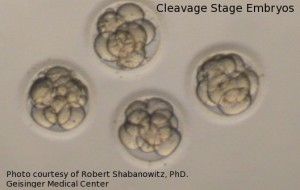 Cleavage Stage Embryos
Photo courtesy of Robert Shabanowitz, PhD.
Geisinger Medical Center